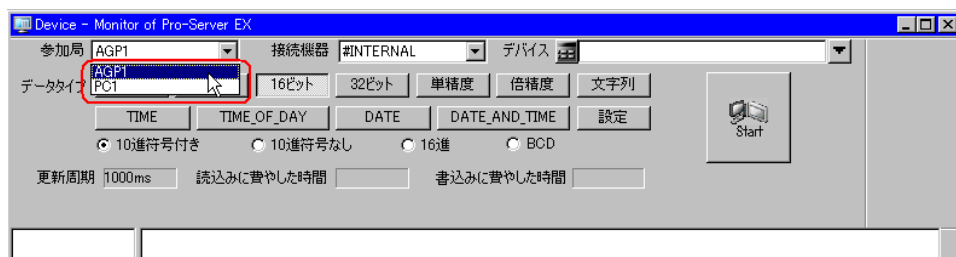 Device - Monitor of Pro-Server EX
参加局 AGP1 接続機器 #INTERNAL デバイス
AGP1
データタイプ PC1 16ビット 32ビット 単精度 倍精度 文字列
TIME TIME_OF_DAY DATE DATE_AND_TIME 設定
Start
10進符号付き 10進符号なし 16進 BCD
更新周期 1000ms 読込みに費やした時間 書込みに費やした時間